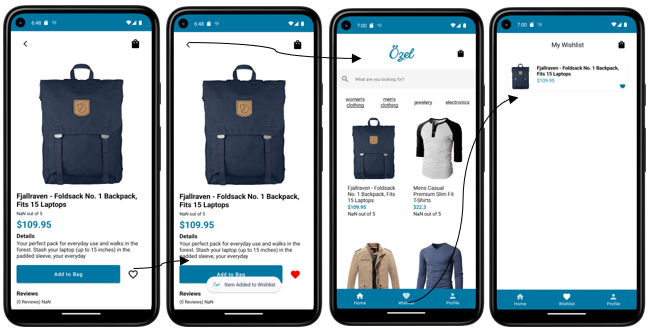 6:48
Fjallraven - Foldsack No. 1 Backpack,
Fits 15 Laptops
NaN out of 5
$109.95
Details
Your perfect pack for everyday use and walks in the
forest. Stash your laptop (up to 15 inches) in the
padded sleeve, your everyday
Add to Bag
Reviews
(0 Reviews) NaN
6:48
Fjallraven - Foldsack No. 1 Backpack,
Fits 15 Laptops
NaN out of 5
$109.95
Details
Your perfect pack for everyday use and walks in the
forest. Stash your laptop (up to 15 inches) in the
padded sleeve, your everyday
Add to Bag
Item Added to Wishlist
Reviews
(0 Reviews) NaN
7:00
Özel
What are you looking for?
women's
clothing
men's
clothing
jewelery
electronics
Fjallraven - Foldsack
No. 1 Backpack, Fits
15 Laptops
$109.95
NaN out of 5
Mens Casual
Premium Slim Fit
T-Shirts
$22.3
NaN out of 5
Home
Wishlist
Profile
7:00
My Wishlist
Fjallraven - Foldsack No. 1 Backpack,
Fits 15 Laptops
$109.95
Home
Wishlist
Profile